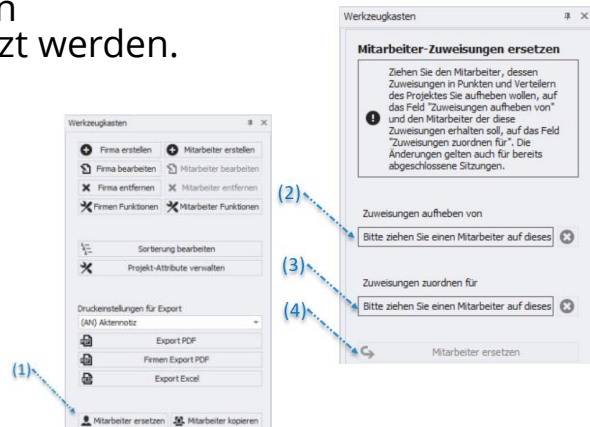 n
zt werden.
Werkzeugkasten
Firma erstellen
Mitarbeiter erstellen
Firma bearbeiten
Mitarbeiter bearbeiten
Firma entfernen
Mitarbeiter entfernen
Firmen Funktionen
Mitarbeiter Funktionen
Sortierung bearbeiten
Projekt-Attribute verwalten
Druckeinstellungen für Export
(AN) Aktennotiz
Export PDF
Firmen Export PDF
Export Excel
(1)
Mitarbeiter ersetzen
Mitarbeiter kopieren
Werkzeugkasten
Mitarbeiter-Zuweisungen ersetzen
Ziehen Sie den Mitarbeiter, dessen
Zuweisungen in Punkten und Verteilern
des Projektes Sie aufheben wollen, auf
das Feld "Zuweisungen aufheben von"
und den Mitarbeiter der diese
Zuweisungen erhalten soll, auf das Feld
"Zuweisungen zuordnen für". Die
Änderungen gelten auch für bereits
abgeschlossene Sitzungen.
(2)
Zuweisungen aufheben von
Bitte ziehen Sie einen Mitarbeiter auf dieses
(3)
Zuweisungen zuordnen für
Bitte ziehen Sie einen Mitarbeiter auf dieses
(4)
Mitarbeiter ersetzen